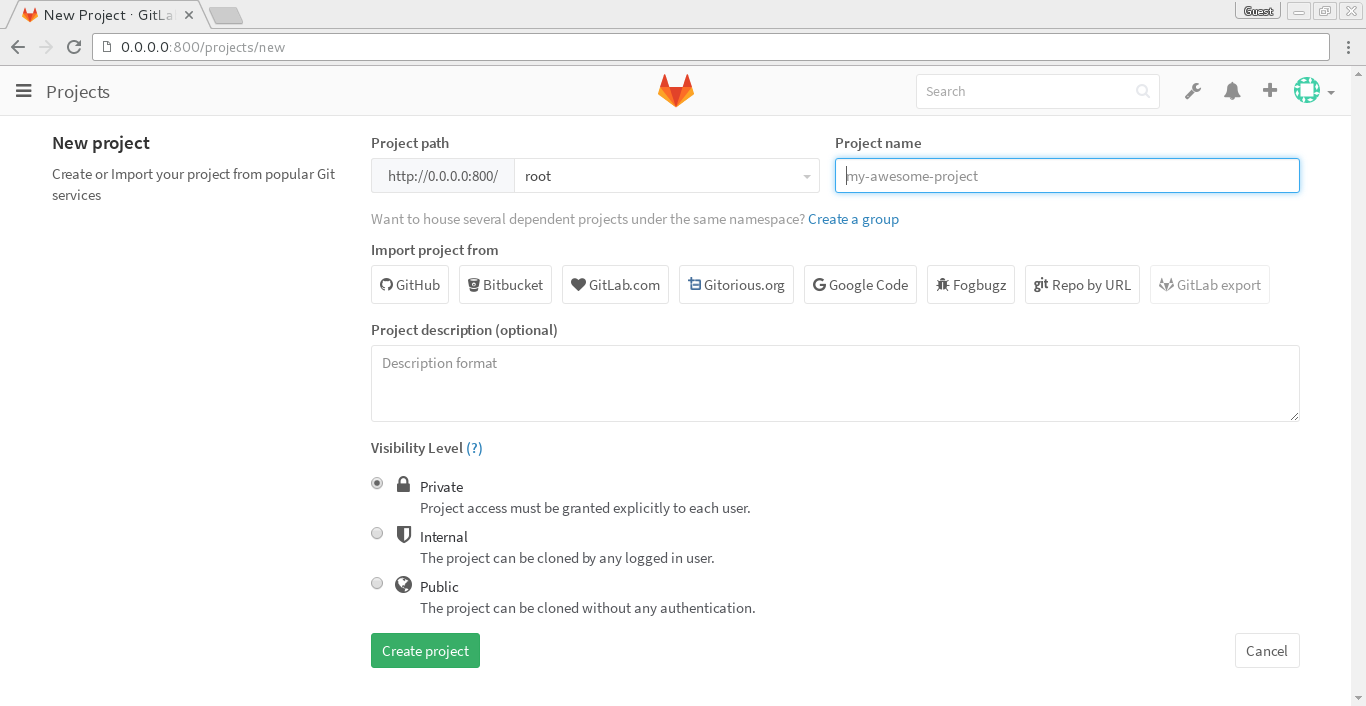 New Project · GitLa
Guest
0.0.0.0:800/projects/new
Projects
Search
New project
Create or Import your project from popular Git
services
Project path
Project name
http://0.0.0.0:800/
root
my-awesome-project
Want to house several dependent projects under the same namespace? Create a group
Import project from
GitHub
Bitbucket
GitLab.com
Gitorious.org
Google Code
Fogbugz
git Repo by URL
GitLab export
Project description (optional)
Description format
Visibility Level (?)
Private
Project access must be granted explicitly to each user.
Internal
The project can be cloned by any logged in user.
Public
The project can be cloned without any authentication.
Create project
Cancel